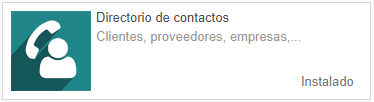 Directorio de contactos
Clientes, proveedores, empresas,...
Instalado